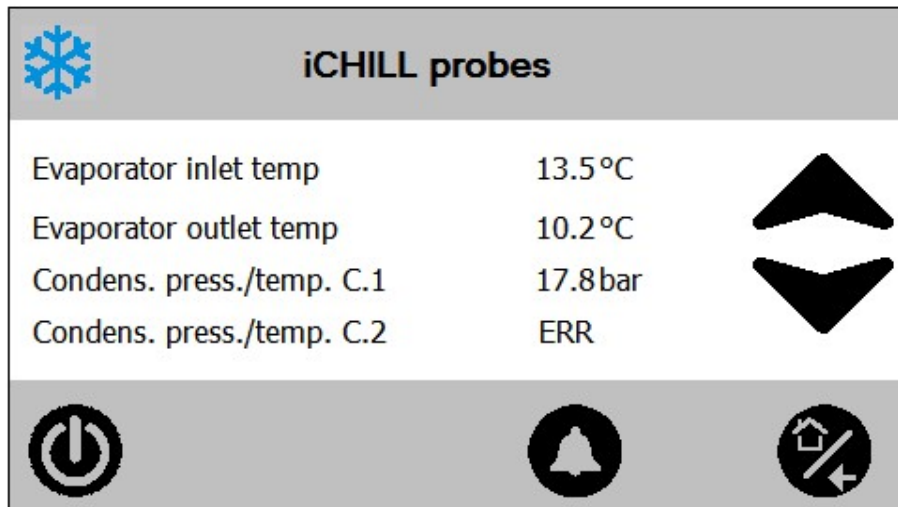 iCHILL probes
Evaporator inlet temp 13.5°C
Evaporator outlet temp 10.2°C
Condens. press./temp. C.1 17.8bar
Condens. press./temp. C.2 ERR